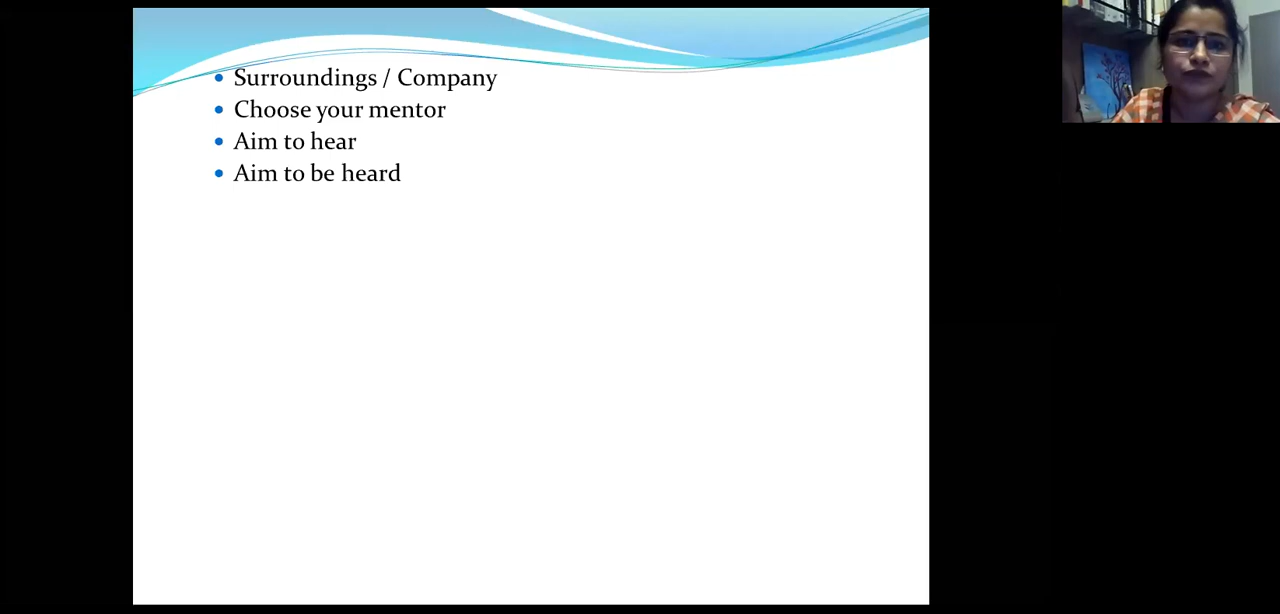 Surroundings / Company
Choose your mentor
Aim to hear
Aim to be heard